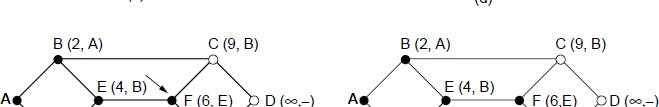 B (2, A) C (9, B) B (2, A) C (9, B)
E (4, B) E (4, B)
A F (6, E) D (∞,–) A F (6,E) D (∞,–)